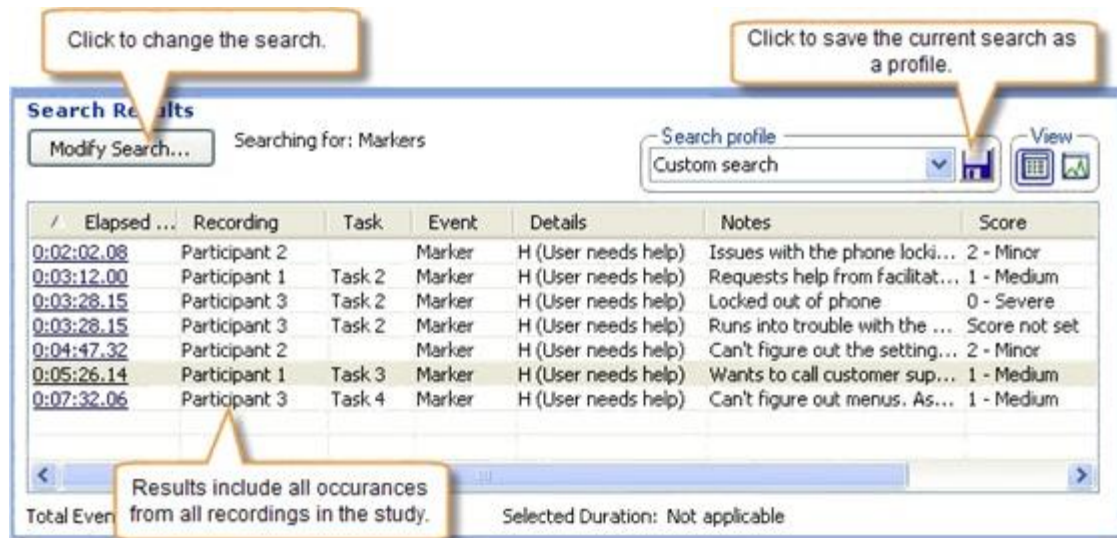 Click to change the search.
Click to save the current search as
a profile.
Search Results
Modify Search... Searching for: Markers Search profile View
Custom search
/ Elapsed ... Recording Task Event Details Notes Score
0:02:02.08 Participant 2 Marker H (User needs help) Issues with the phone locki... 2 - Minor
0:03:12.00 Participant 1 Task 2 Marker H (User needs help) Requests help from facilitat... 1 - Medium
0:03:28.15 Participant 3 Task 2 Marker H (User needs help) Locked out of phone 0 - Severe
0:03:28.15 Participant 3 Task 2 Marker H (User needs help) Runs into trouble with the ... Score not set
0:04:47.32 Participant 2 Marker H (User needs help) Can't figure out the setting... 2 - Minor
0:05:26.14 Participant 1 Task 3 Marker H (User needs help) Wants to call customer sup... 1 - Medium
0:07:32.06 Participant 3 Task 4 Marker H (User needs help) Can't figure out menus. As... 1 - Medium
Results include all occurances
from all recordings in the study.
Total Even Selected Duration: Not applicable